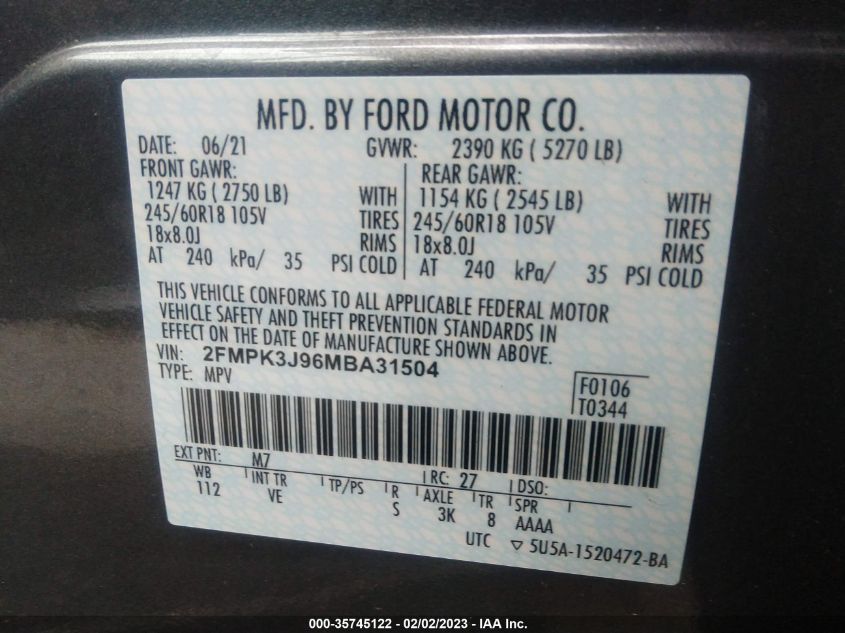 MFD. BY FORD MOTOR CO.
DATE: 06/21 GVWR: 2390 KG ( 5270 LB)
FRONT GAWR: REAR GAWR:
1247 KG ( 2750 LB) WITH 1154 KG ( 2545 LB) WITH
245/60R18 105V TIRES 245/60R18 105V TIRES
18x8.0J RIMS 18x8.0J RIMS
AT 240 kPa/ 35 PSI COLD AT 240 kPa/ 35 PSI COLD
THIS VEHICLE CONFORMS TO ALL APPLICABLE FEDERAL MOTOR
VEHICLE SAFETY AND THEFT PREVENTION STANDARDS IN
EFFECT ON THE DATE OF MANUFACTURE SHOWN ABOVE.
VIN: 2FMPK3J96MBA31504
TYPE: MPV
F0106
T0344
EXT PNT: M7 RC: 27 DSO:
WB INT TR TP/PS R AXLE TR SPR
112 VE S 3K 8 AAAA
UTC ▽ 5U5A-1520472-BA
000-35745122 - 02/02/2023 - IAA Inc.